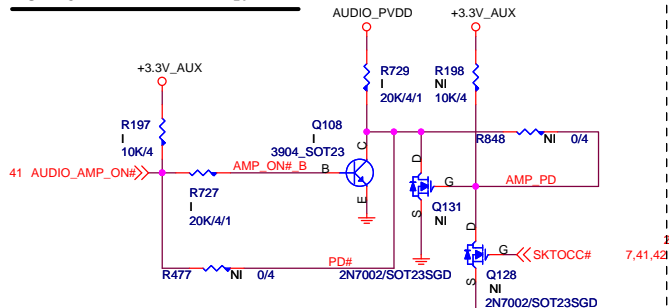 AUDIO_PVDD
+3.3V_AUX
+3.3V_AUX
R729
I
20K/4/1
R198
NI
10K/4
R197
I
10K/4
Q108
I
3904_SOT23
C
B
E
R848
NI
0/4
41
AUDIO_AMP_ON#
AMP_ON#_B
R727
I
20K/4/1
D
G
S
Q131
NI
AMP_PD
PD#
R477
NI
0/4
2N7002/SOT23SGD
D
G
S
SKTOCC#
7,41,42
Q128
NI
2N7002/SOT23SGD